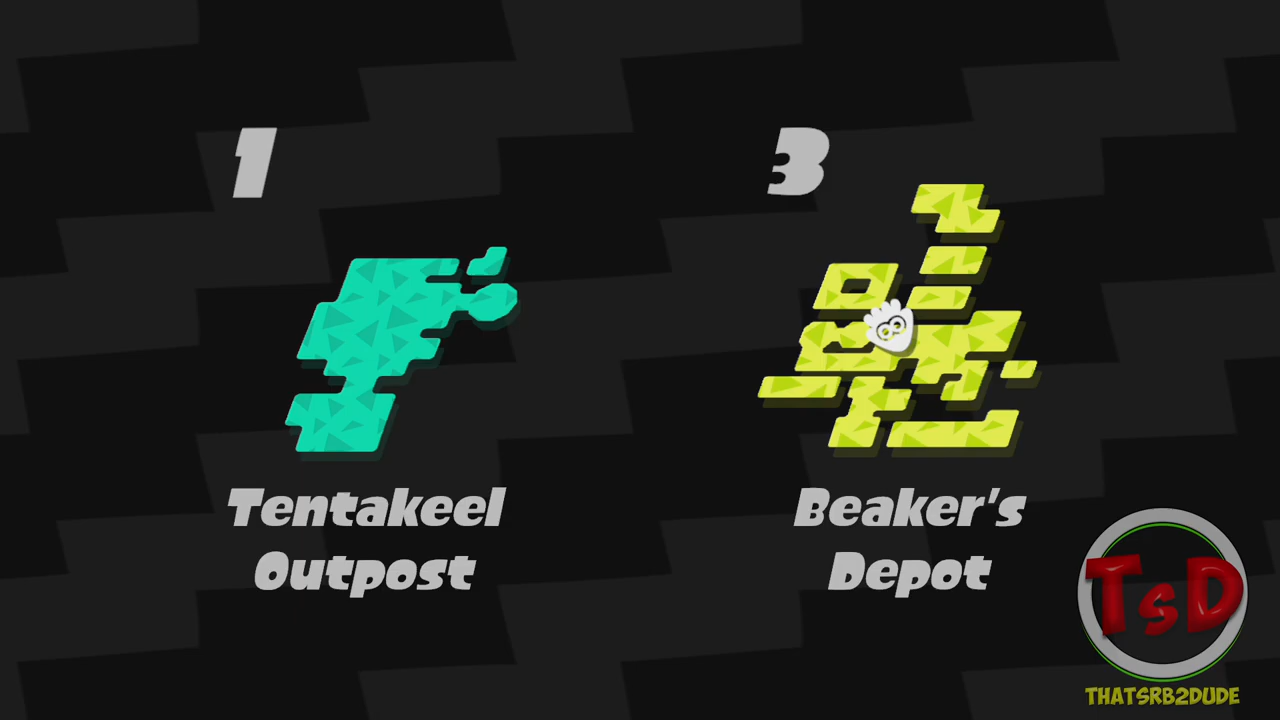 1
3
Tentakeel
Outpost
Beaker's
Depot
TsD
THATSRB2DUDE